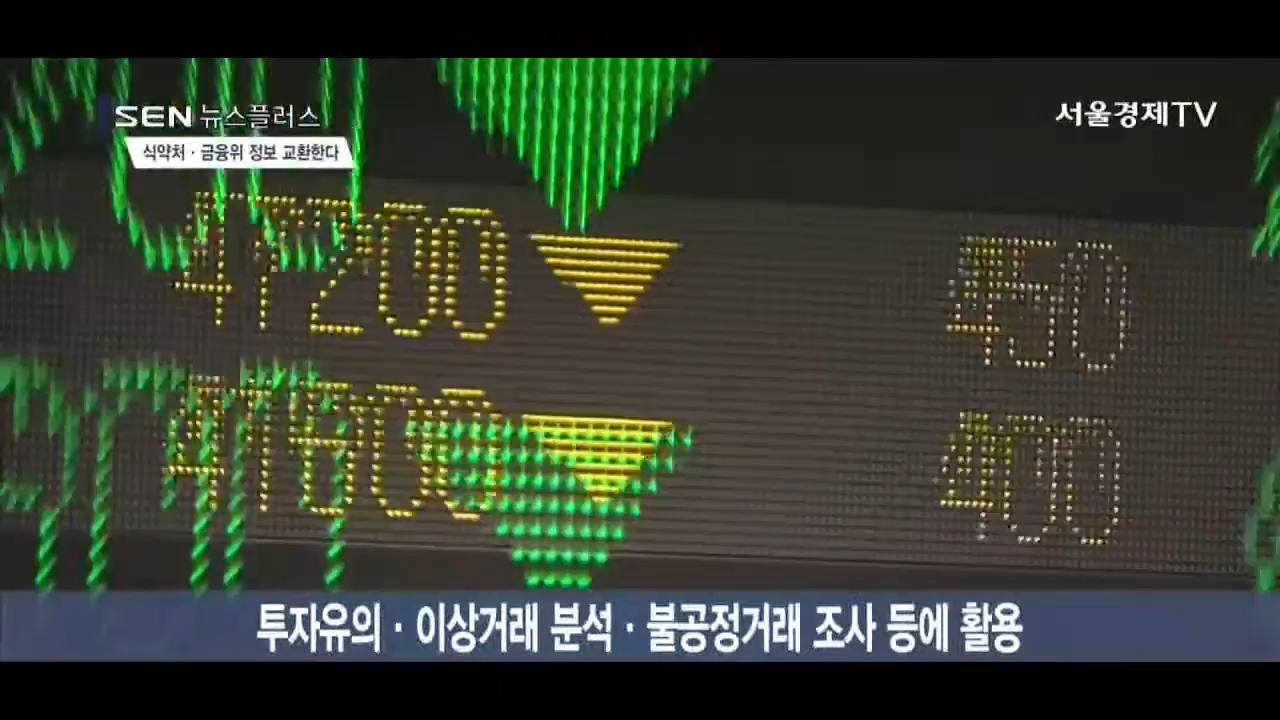 SEN 뉴스플러스
서울경제TV
식약처 · 금융위 정보 교환한다
41200 ▼ 450
41600 ▼ 400
투자유의 · 이상거래 분석 · 불공정거래 조사 등에 활용